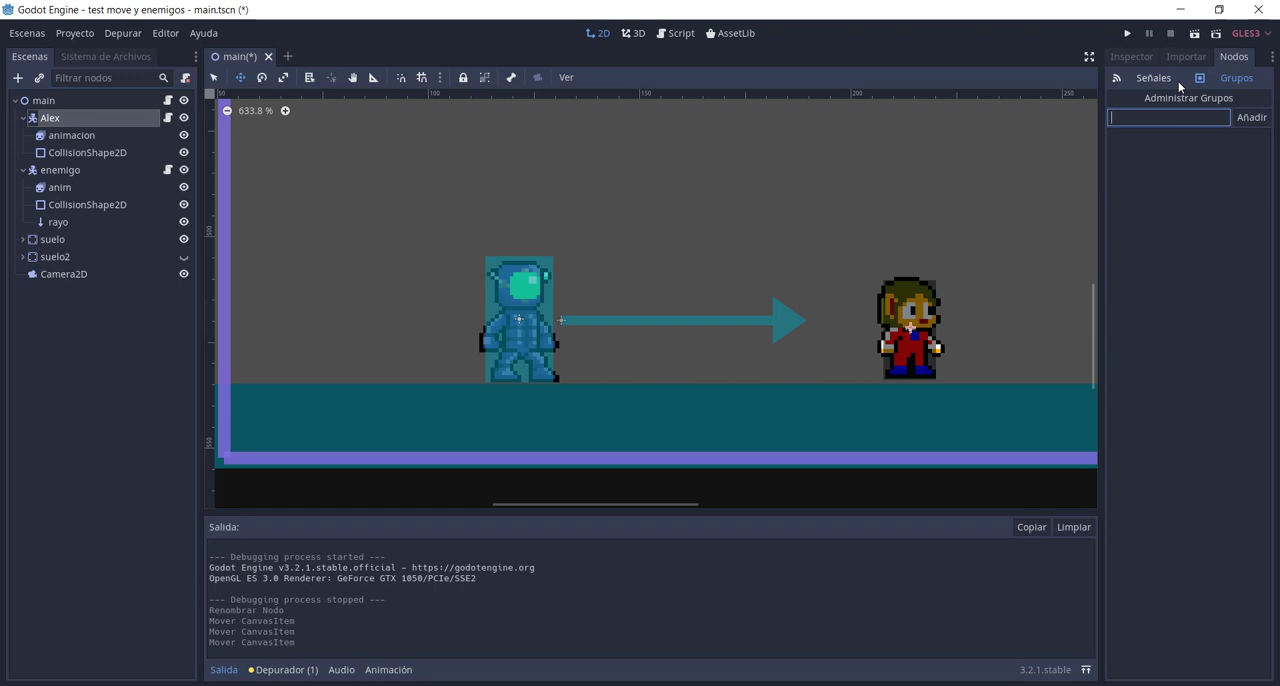 Godot Engine - test move y enemigos - main.tscn (*)
Escenas Proyecto Depurar Editor Ayuda
2D 3D Script AssetLib
GLES3
Escenas Sistema de Archivos
Filtrar nodos
main
Alex
animacion
CollisionShape2D
enemigo
anim
CollisionShape2D
rayo
suelo
suelo2
Camera2D
main(*)
Ver
50 100 150 200 250
633.8 %
500
550
Salida:
Copiar Limpiar
--- Debugging process started ---
Godot Engine v3.2.1.stable.official - https://godotengine.org
OpenGL ES 3.0 Renderer: GeForce GTX 1050/PCIe/SSE2
--- Debugging process stopped ---
Renombrar Nodo
Mover CanvasItem
Mover CanvasItem
Mover CanvasItem
Salida Depurador (1) Audio Animación
3.2.1.stable
Inspector Importar Nodos
Señales Grupos
Administrar Grupos
Añadir